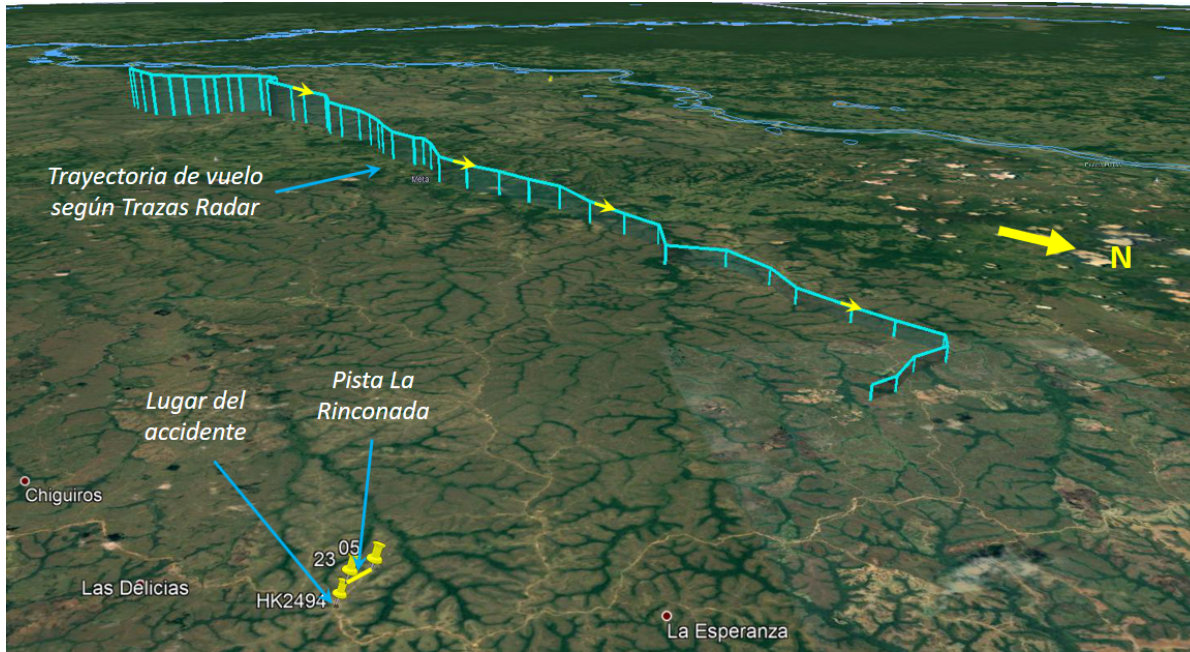 Trayectoria de vuelo
según Trazas Radar
Meta
N
Pista La
Rinconada
Lugar del
accidente
Chiguiros
23
05
Las Delicias
HK2494
La Esperanza